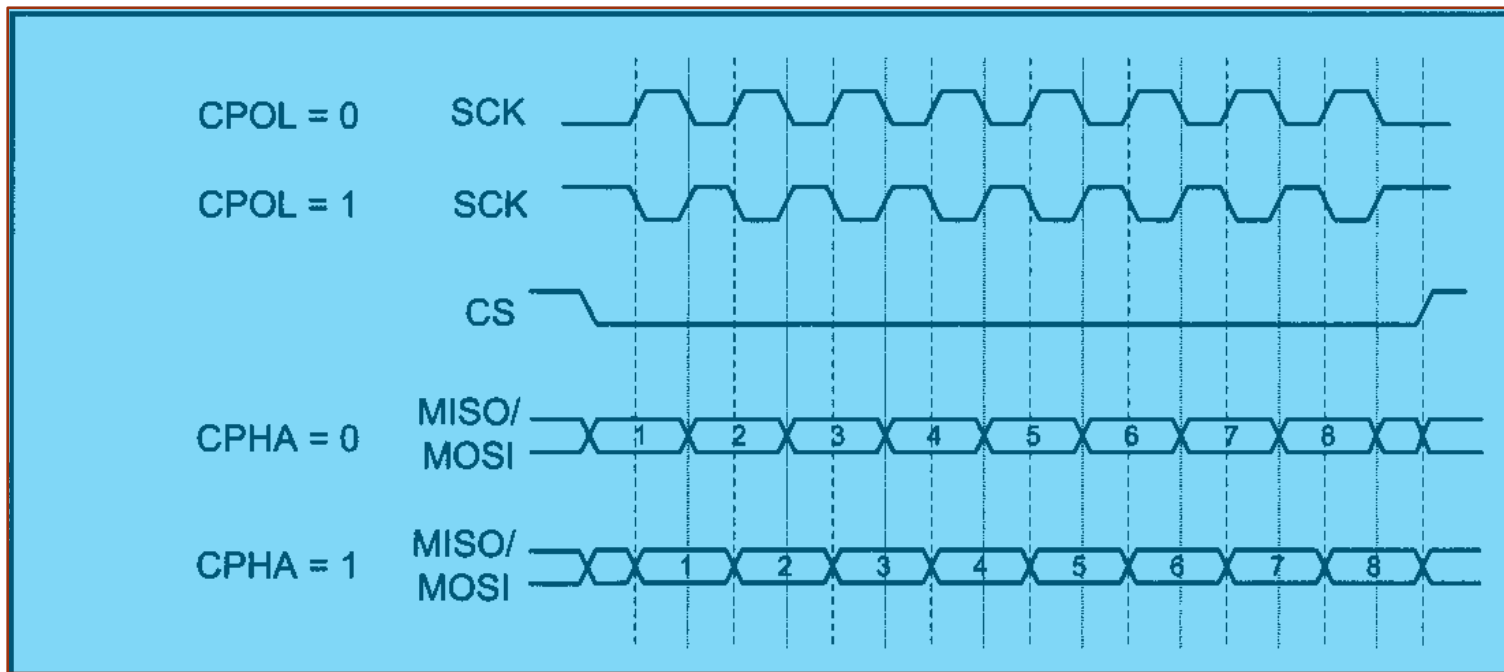 CPOL = 0 SCK
CPOL = 1 SCK
CS
CPHA = 0 MISO/
MOSI 1 2 3 4 5 6 7 8
CPHA = 1 MISO/
MOSI 1 2 3 4 5 6 7 8